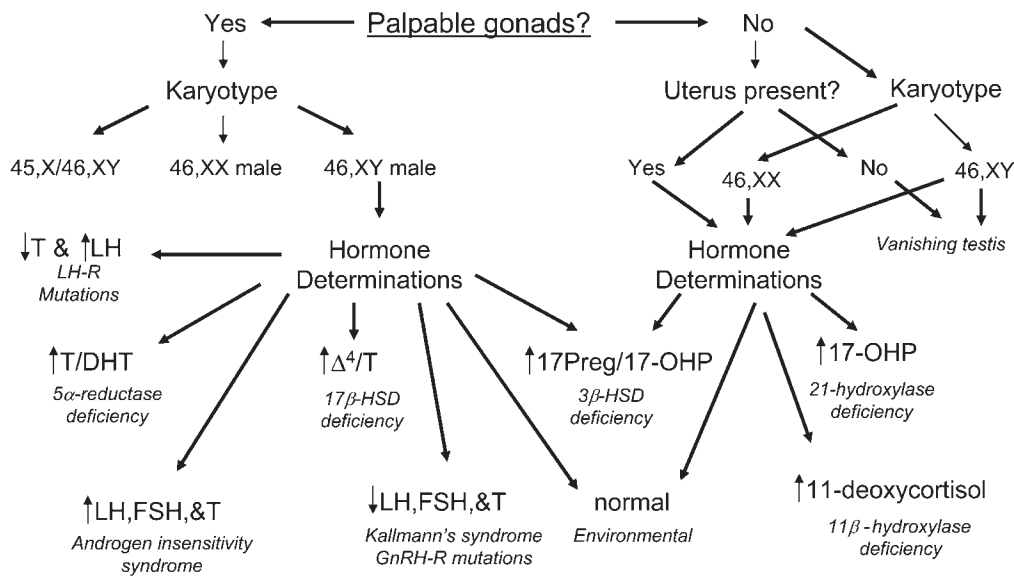 Yes
Palpable gonads?
No
Karyotype
Uterus present?
Karyotype
45,X/46,XY
46,XX male
46,XY male
Yes
46,XX
No
46,XY
↓T & ↑LH
LH-R
Mutations
Hormone
Determinations
Hormone
Determinations
Vanishing testis
↑T/DHT
5α-reductase
deficiency
↑Δ⁴/T
17β-HSD
deficiency
↑17Preg/17-OHP
3β-HSD
deficiency
↑17-OHP
21-hydroxylase
deficiency
↑LH,FSH,&T
Androgen insensitivity
syndrome
↓LH,FSH,&T
Kallmann's syndrome
GnRH-R mutations
normal
Environmental
↑11-deoxycortisol
11β -hydroxylase
deficiency